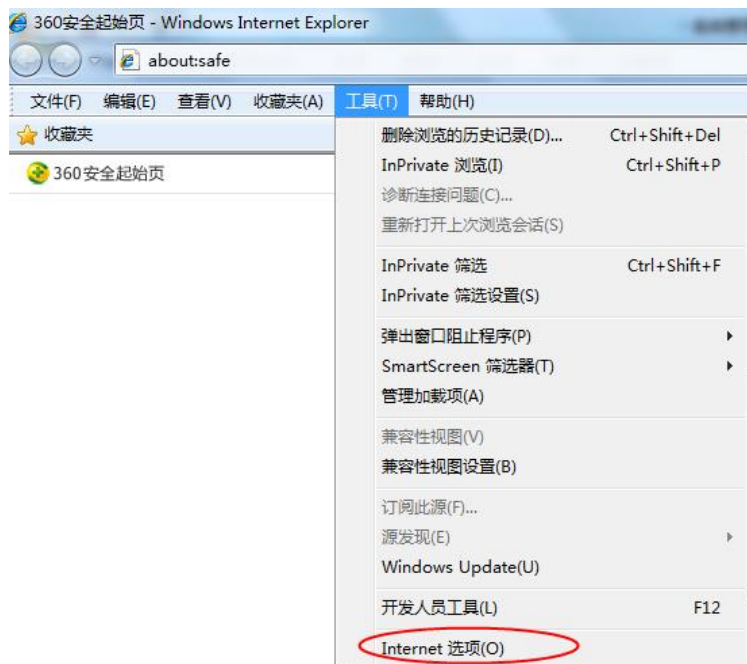 360安全起始页 - Windows Internet Explorer
about:safe
文件(F) 编辑(E) 查看(V) 收藏夹(A) 工具(T) 帮助(H)
收藏夹
360安全起始页
删除浏览的历史记录(D)... Ctrl+Shift+Del
InPrivate 浏览(I) Ctrl+Shift+P
诊断连接问题(C)...
重新打开上次浏览会话(S)
InPrivate 筛选 Ctrl+Shift+F
InPrivate 筛选设置(S)
弹出窗口阻止程序(P)
SmartScreen 筛选器(T)
管理加载项(A)
兼容性视图(V)
兼容性视图设置(B)
订阅此源(F)...
源发现(E)
Windows Update(U)
开发人员工具(L) F12
Internet 选项(O)